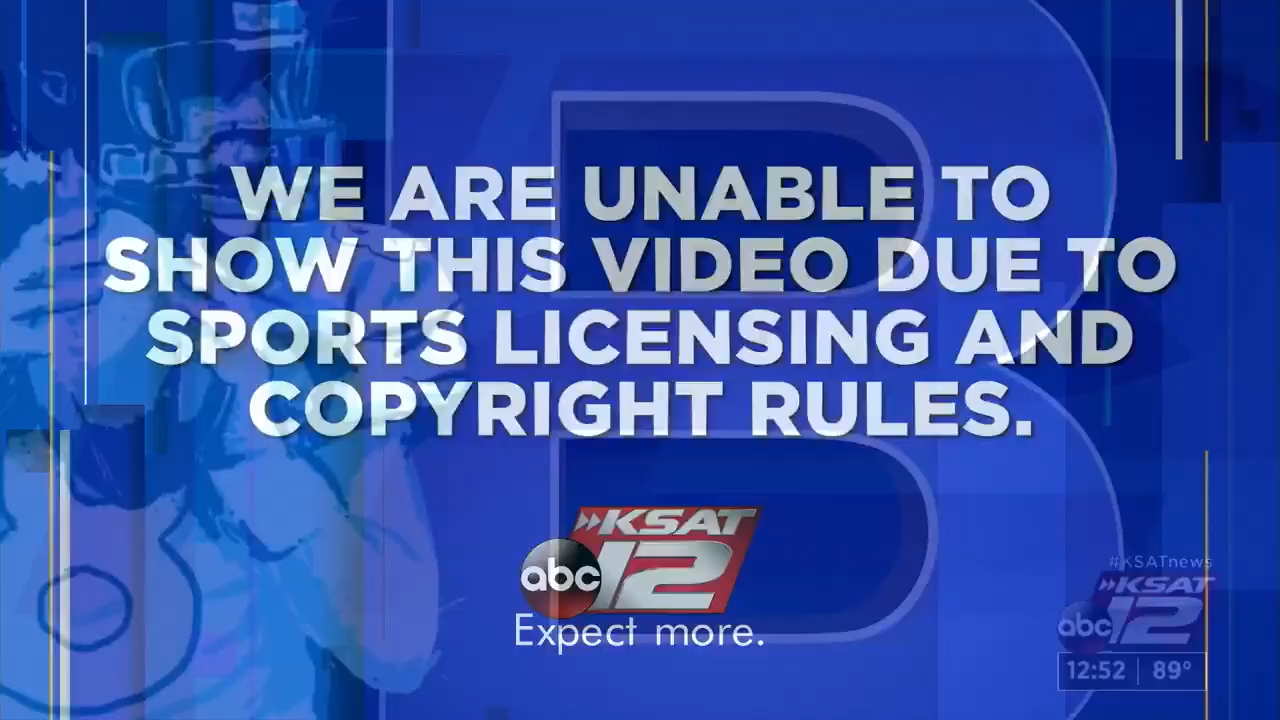 WE ARE UNABLE TO
SHOW THIS VIDEO DUE TO
SPORTS LICENSING AND
COPYRIGHT RULES.
KSAT
abc 12
Expect more.
#KSATnews
KSAT
abc 12
12:52 89°